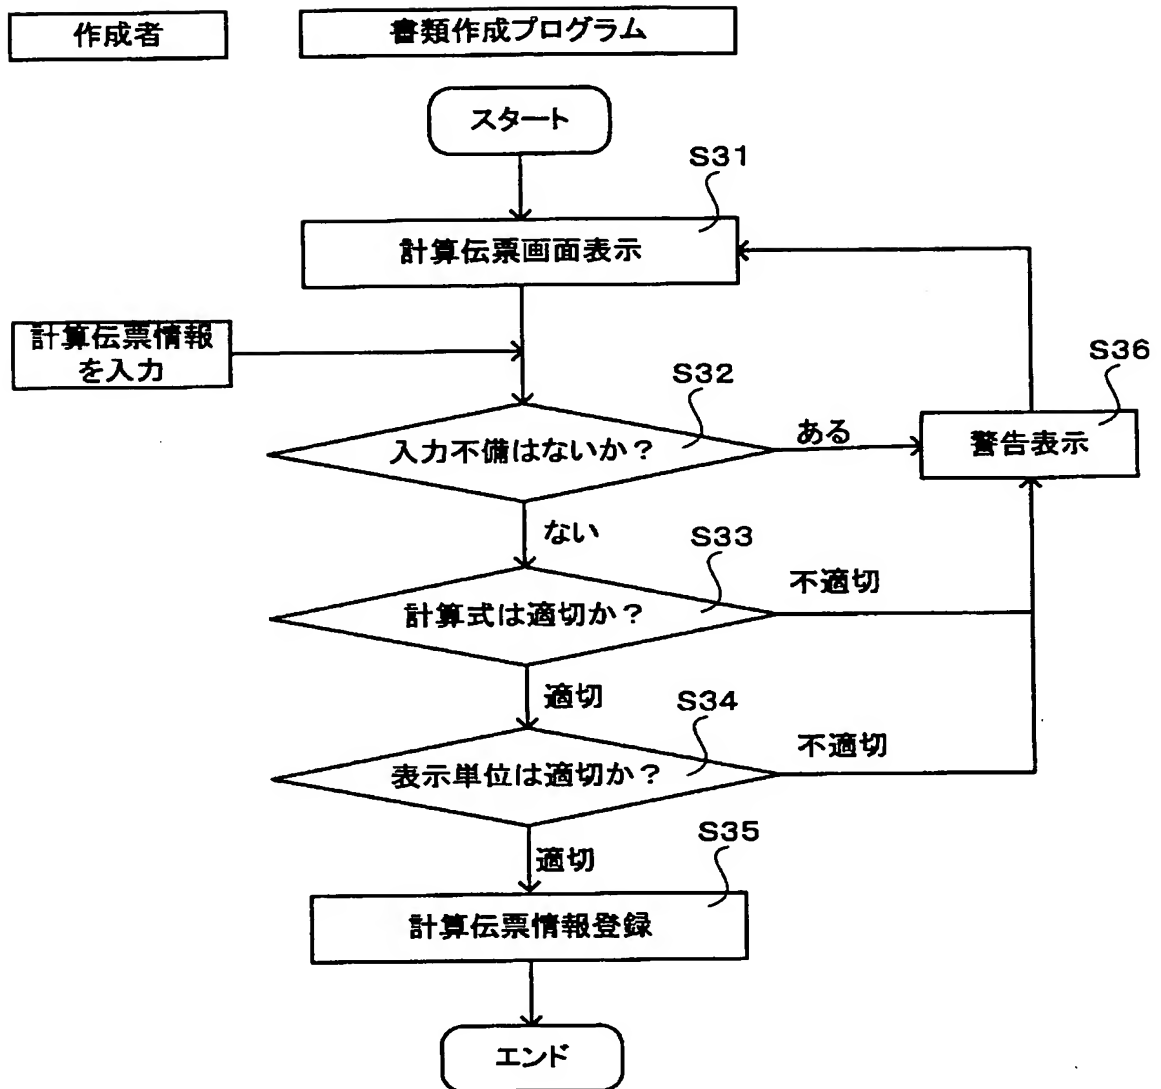 作成者
書類作成プログラム
スタート
S31
計算伝票画面表示
計算伝票情報
を入力
S32
入力不備はないか？
ある
S36
警告表示
ない
S33
計算式は適切か？
不適切
適切
S34
表示単位は適切か？
不適切
適切
S35
計算伝票情報登録
エンド